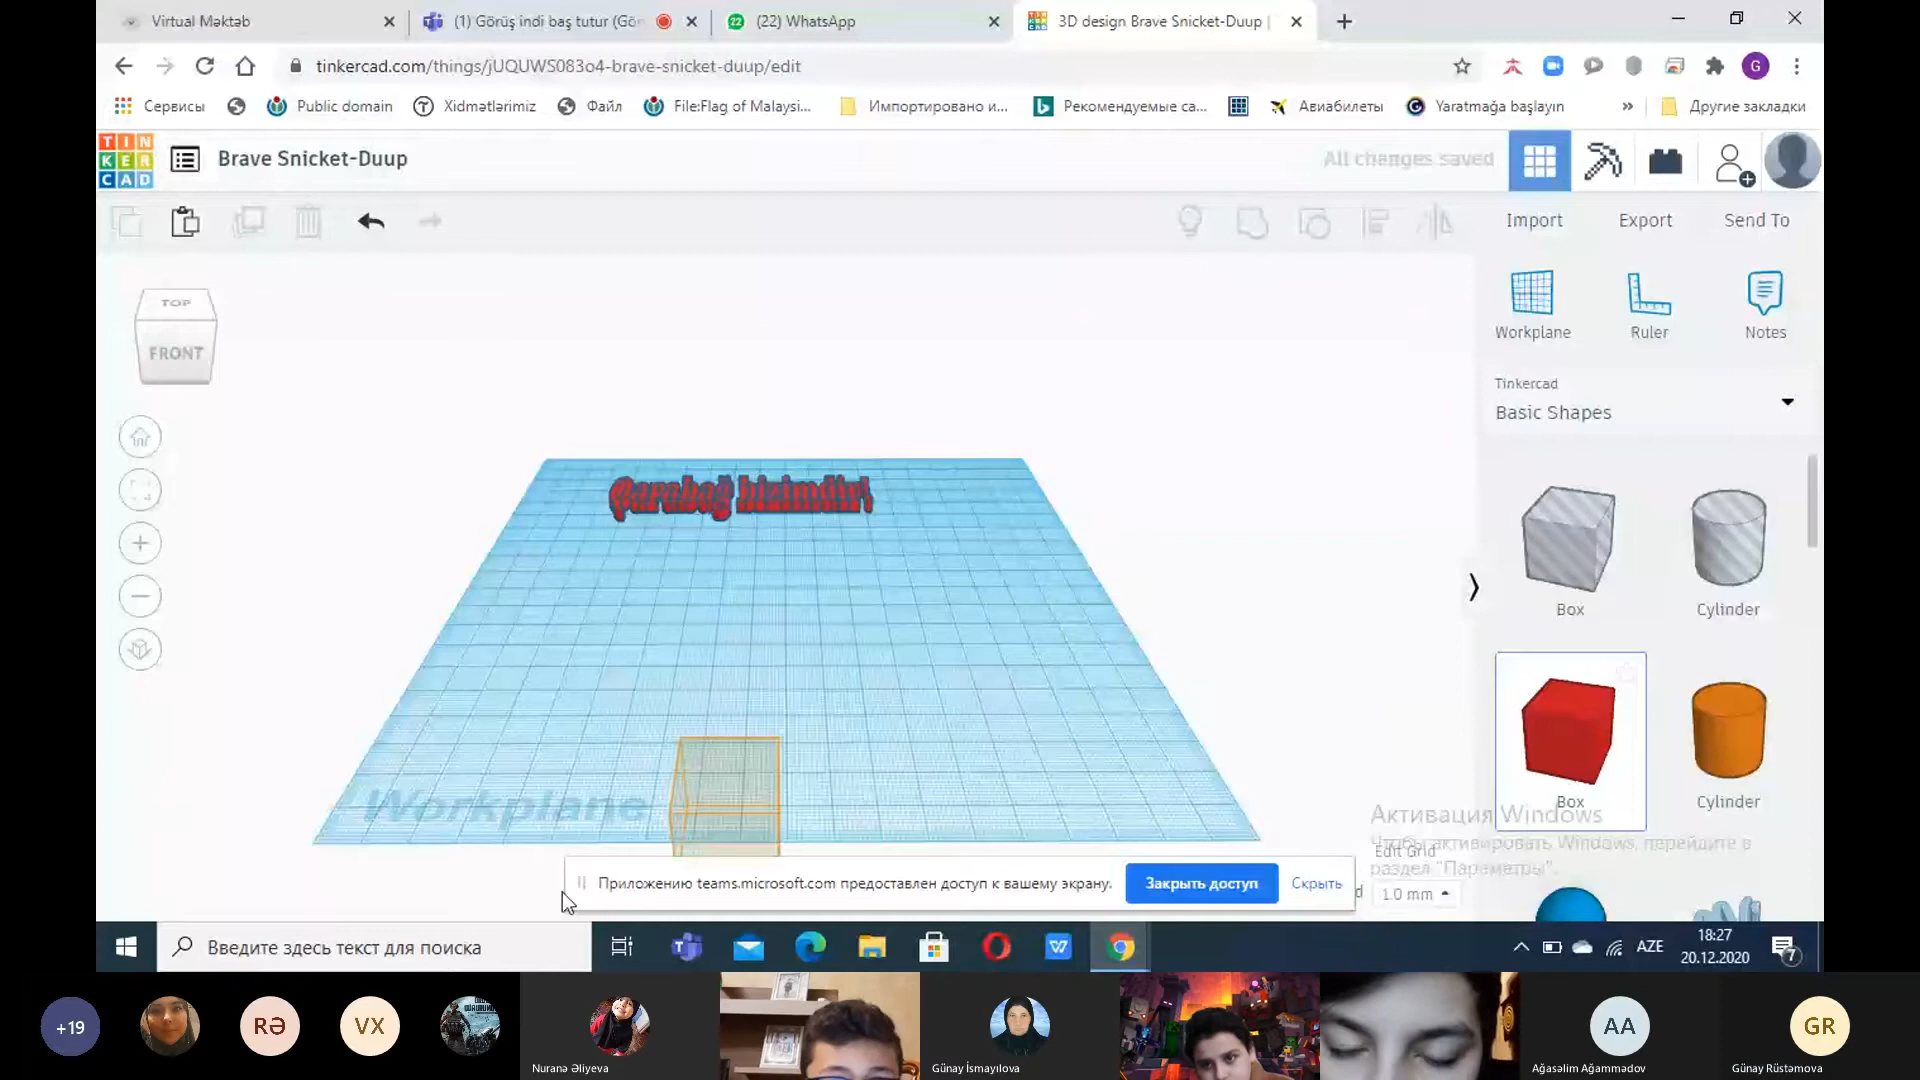 Virtual Məktəb
(1) Görüş indi baş tutur (Gör
(22) WhatsApp
3D design Brave Snicket-Duup |
tinkercad.com/things/jUQUWS083o4-brave-snicket-duup/edit
G
Сервисы
Public domain
Xidmətlərimiz
Файл
File:Flag of Malaysi...
Импортировано и...
Рекомендуемые са...
Авиабилеты
Yaratmağa başlayın
»
Другие закладки
TIN
KER
CAD
Brave Snicket-Duup
All changes saved
Import
Export
Send To
TOP
FRONT
Workplane
Ruler
Notes
Tinkercad
Basic Shapes
Qarabağ bizimdir!
Box
Cylinder
Box
Cylinder
Workplane
Активация Windows
Чтобы активировать Windows, перейдите в
раздел "Параметры".
Edit Grid
1.0 mm
Приложению teams.microsoft.com предоставлен доступ к вашему экрану.
Закрыть доступ
Скрыть
Введите здесь текст для поиска
AZE
18:27
20.12.2020
7
+19
RƏ
VX
Nuranə Əliyeva
Günay İsmayılova
AA
Ağasəlim Ağammədov
GR
Günay Rüstəmova